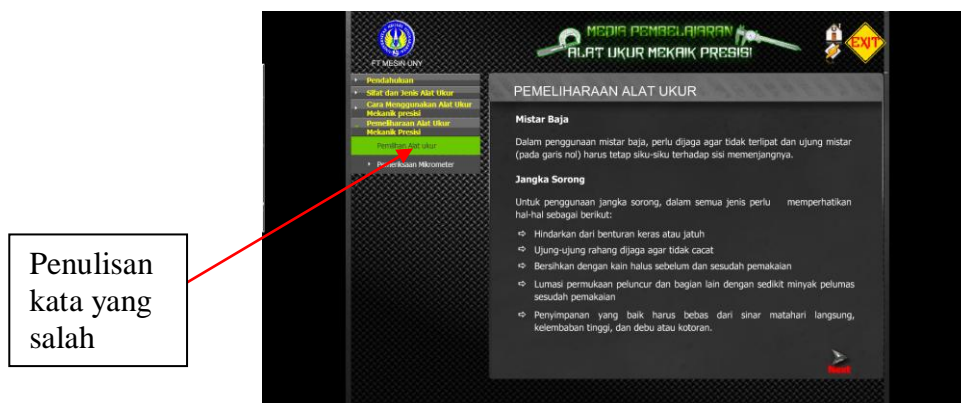 MEDIA PEMBELAJARAN
ALAT UKUR MEKAIK PRESISI
EXIT
FT MESIN UNY
Pendahuluan
Sifat dan Jenis Alat Ukur
Cara Menggunakan Alat Ukur
Mekanik presisi
Pemeliharaan Alat Ukur
Mekanik Presisi
Pemilhan Alat ukur
Pemeriksaan Mikrometer
PEMELIHARAAN ALAT UKUR
Mistar Baja
Dalam penggunaan mistar baja, perlu dijaga agar tidak terlipat dan ujung mistar
(pada garis nol) harus tetap siku-siku terhadap sisi memenjangnya.
Jangka Sorong
Untuk penggunaan jangka sorong, dalam semua jenis perlu memperhatikan
hal-hal sebagai berikut:
Hindarkan dari benturan keras atau jatuh
Ujung-ujung rahang dijaga agar tidak cacat
Bersihkan dengan kain halus sebelum dan sesudah pemakaian
Lumasi permukaan peluncur dan bagian lain dengan sedikit minyak pelumas
sesudah pemakaian
Penyimpanan yang baik harus bebas dari sinar matahari langsung,
kelembaban tinggi, dan debu atau kotoran.
Next
Penulisan
kata yang
salah